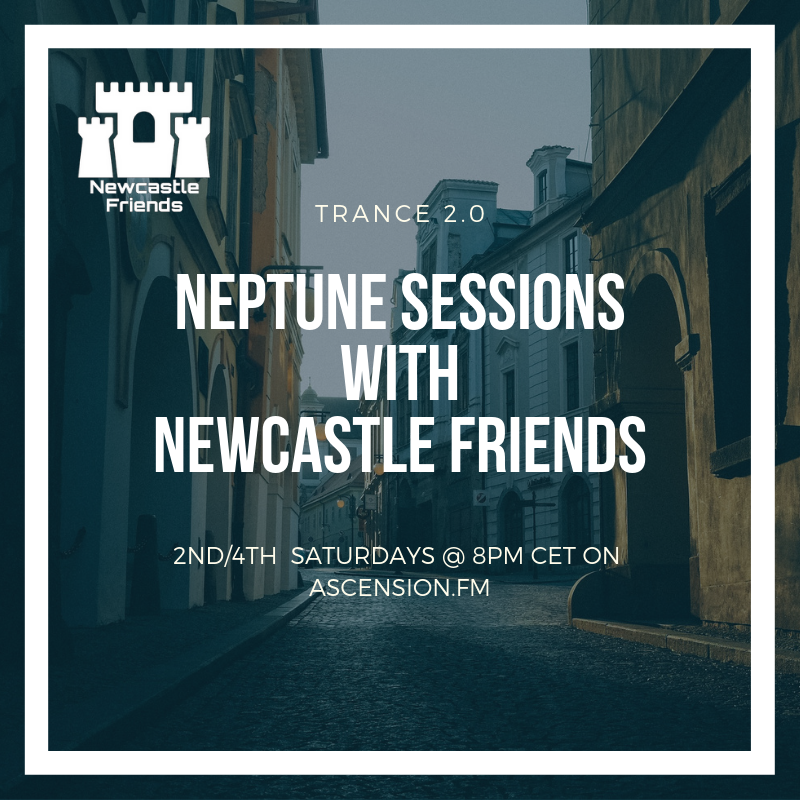 Newcastle
Friends
TRANCE 2.0
NEPTUNE SESSIONS
WITH
NEWCASTLE FRIENDS
2ND/4TH SATURDAYS @ 8PM CET ON
ASCENSION.FM